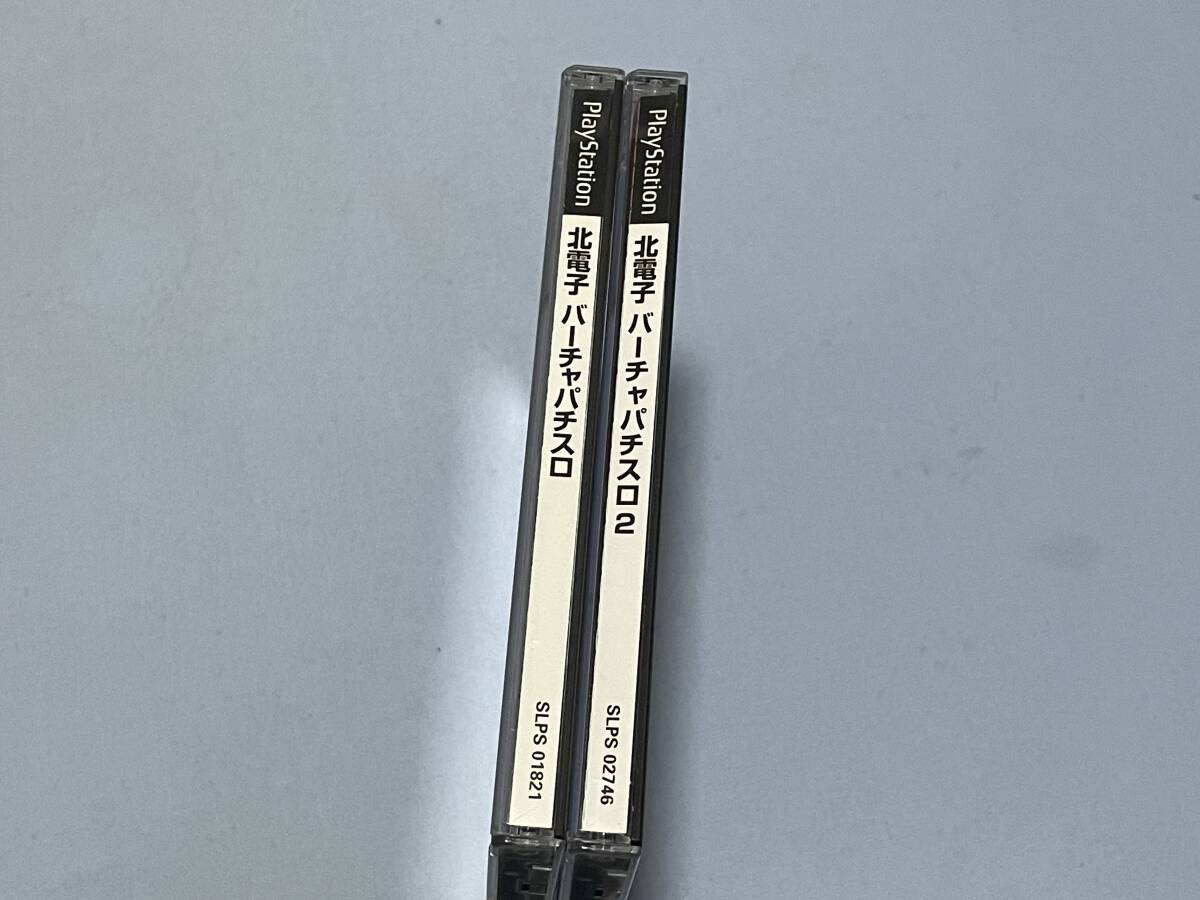 PlayStation
北電子 バーチャパチスロ
SLPS 01821
PlayStation
北電子 バーチャパチスロ2
SLPS 02746